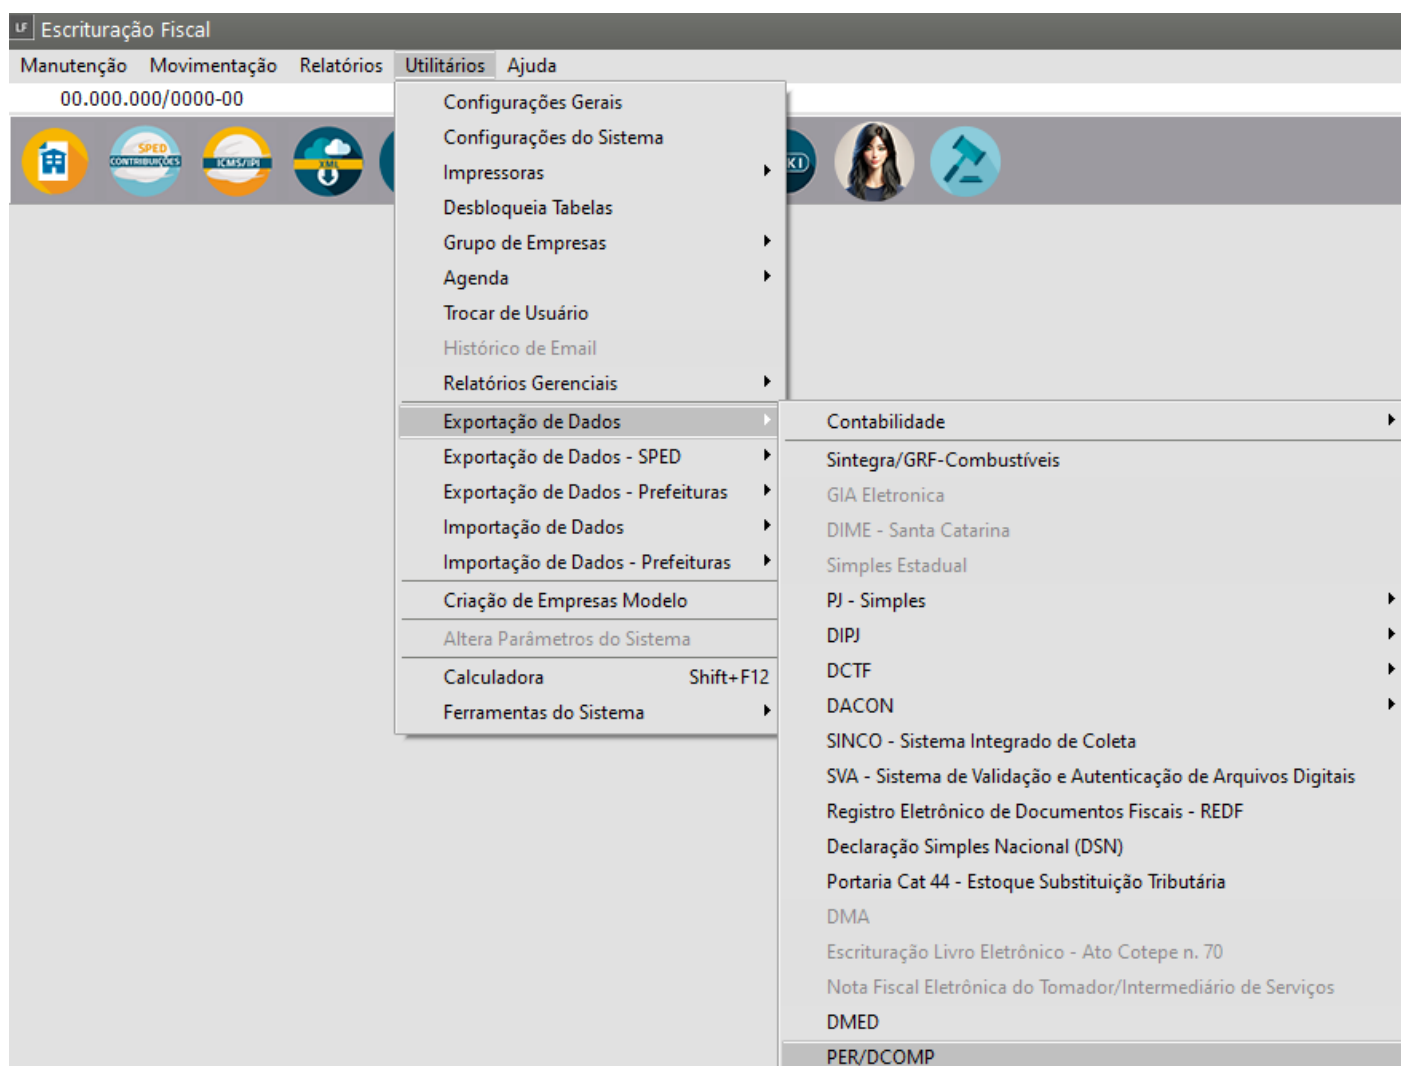 LF Escrituração Fiscal
Manutenção Movimentação Relatórios Utilitários Ajuda
00.000.000/0000-00
SPED CONTRIBUIÇÕES
ICMS/IPI
XML
KI)
Configurações Gerais
Configurações do Sistema
Impressoras
Desbloqueia Tabelas
Grupo de Empresas
Agenda
Trocar de Usuário
Histórico de Email
Relatórios Gerenciais
Exportação de Dados
Exportação de Dados - SPED
Exportação de Dados - Prefeituras
Importação de Dados
Importação de Dados - Prefeituras
Criação de Empresas Modelo
Altera Parâmetros do Sistema
Calculadora Shift+F12
Ferramentas do Sistema
Contabilidade
Sintegra/GRF-Combustíveis
GIA Eletronica
DIME - Santa Catarina
Simples Estadual
PJ - Simples
DIPJ
DCTF
DACON
SINCO - Sistema Integrado de Coleta
SVA - Sistema de Validação e Autenticação de Arquivos Digitais
Registro Eletrônico de Documentos Fiscais - REDF
Declaração Simples Nacional (DSN)
Portaria Cat 44 - Estoque Substituição Tributária
DMA
Escrituração Livro Eletrônico - Ato Cotepe n. 70
Nota Fiscal Eletrônica do Tomador/Intermediário de Serviços
DMED
PER/DCOMP